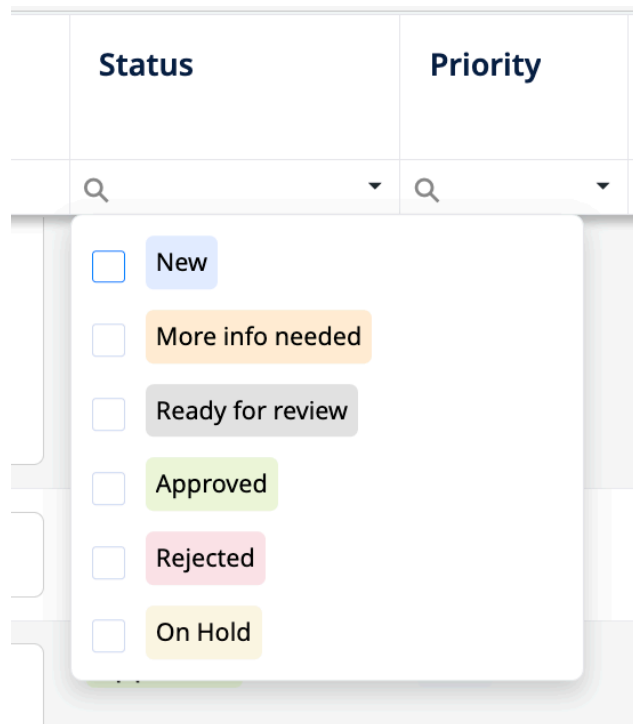 Status
Priority
New
More info needed
Ready for review
Approved
Rejected
On Hold